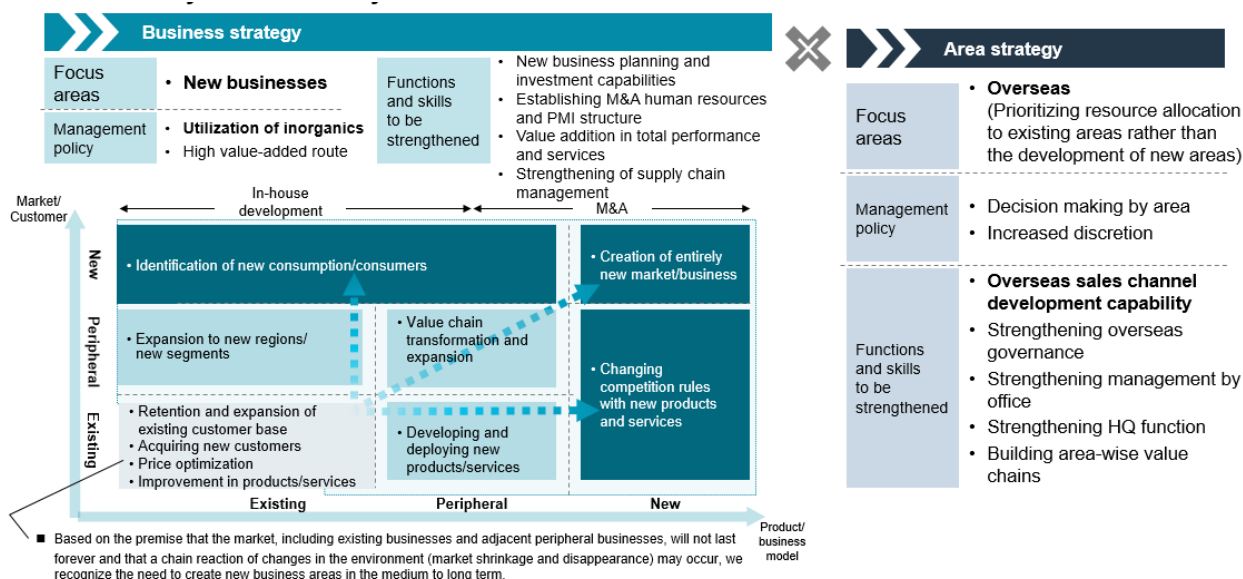 Business strategy
Focus
areas
• New businesses
Management
policy
• Utilization of inorganics
• High value-added route
Functions
and skills
to be
strengthened
• New business planning and
investment capabilities
• Establishing M&A human resources
and PMI structure
• Value addition in total performance
and services
• Strengthening of supply chain
management
Market/
Customer
In-house
development
M&A
New
• Identification of new consumption/consumers
• Creation of entirely
new market/business
Peripheral
• Expansion to new regions/
new segments
• Value chain
transformation and
expansion
• Changing
competition rules
with new products
and services
Existing
• Retention and expansion of
existing customer base
• Acquiring new customers
• Price optimization
• Improvement in products/services
• Developing and
deploying new
products/services
Existing
Peripheral
New
Product/
business
model
■ Based on the premise that the market, including existing businesses and adjacent peripheral businesses, will not last
forever and that a chain reaction of changes in the environment (market shrinkage and disappearance) may occur, we
recognize the need to create new business areas in the medium to long term.
Area strategy
Focus
areas
• Overseas
(Prioritizing resource allocation
to existing areas rather than
the development of new areas)
Management
policy
• Decision making by area
• Increased discretion
Functions
and skills
to be
strengthened
• Overseas sales channel
development capability
• Strengthening overseas
governance
• Strengthening management by
office
• Strengthening HQ function
• Building area-wise value
chains